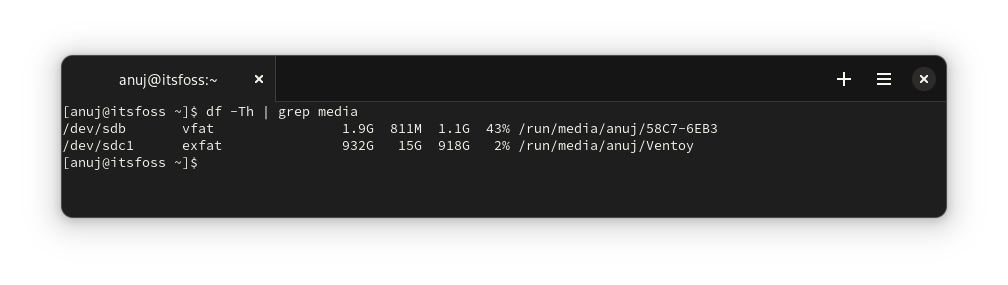 anuj@itsfoss:~
[anuj@itsfoss ~]$ df -Th | grep media
/dev/sdb       vfat                1.9G  811M  1.1G  43% /run/media/anuj/58C7-6EB3
/dev/sdc1      exfat               932G   15G  918G   2% /run/media/anuj/Ventoy
[anuj@itsfoss ~]$